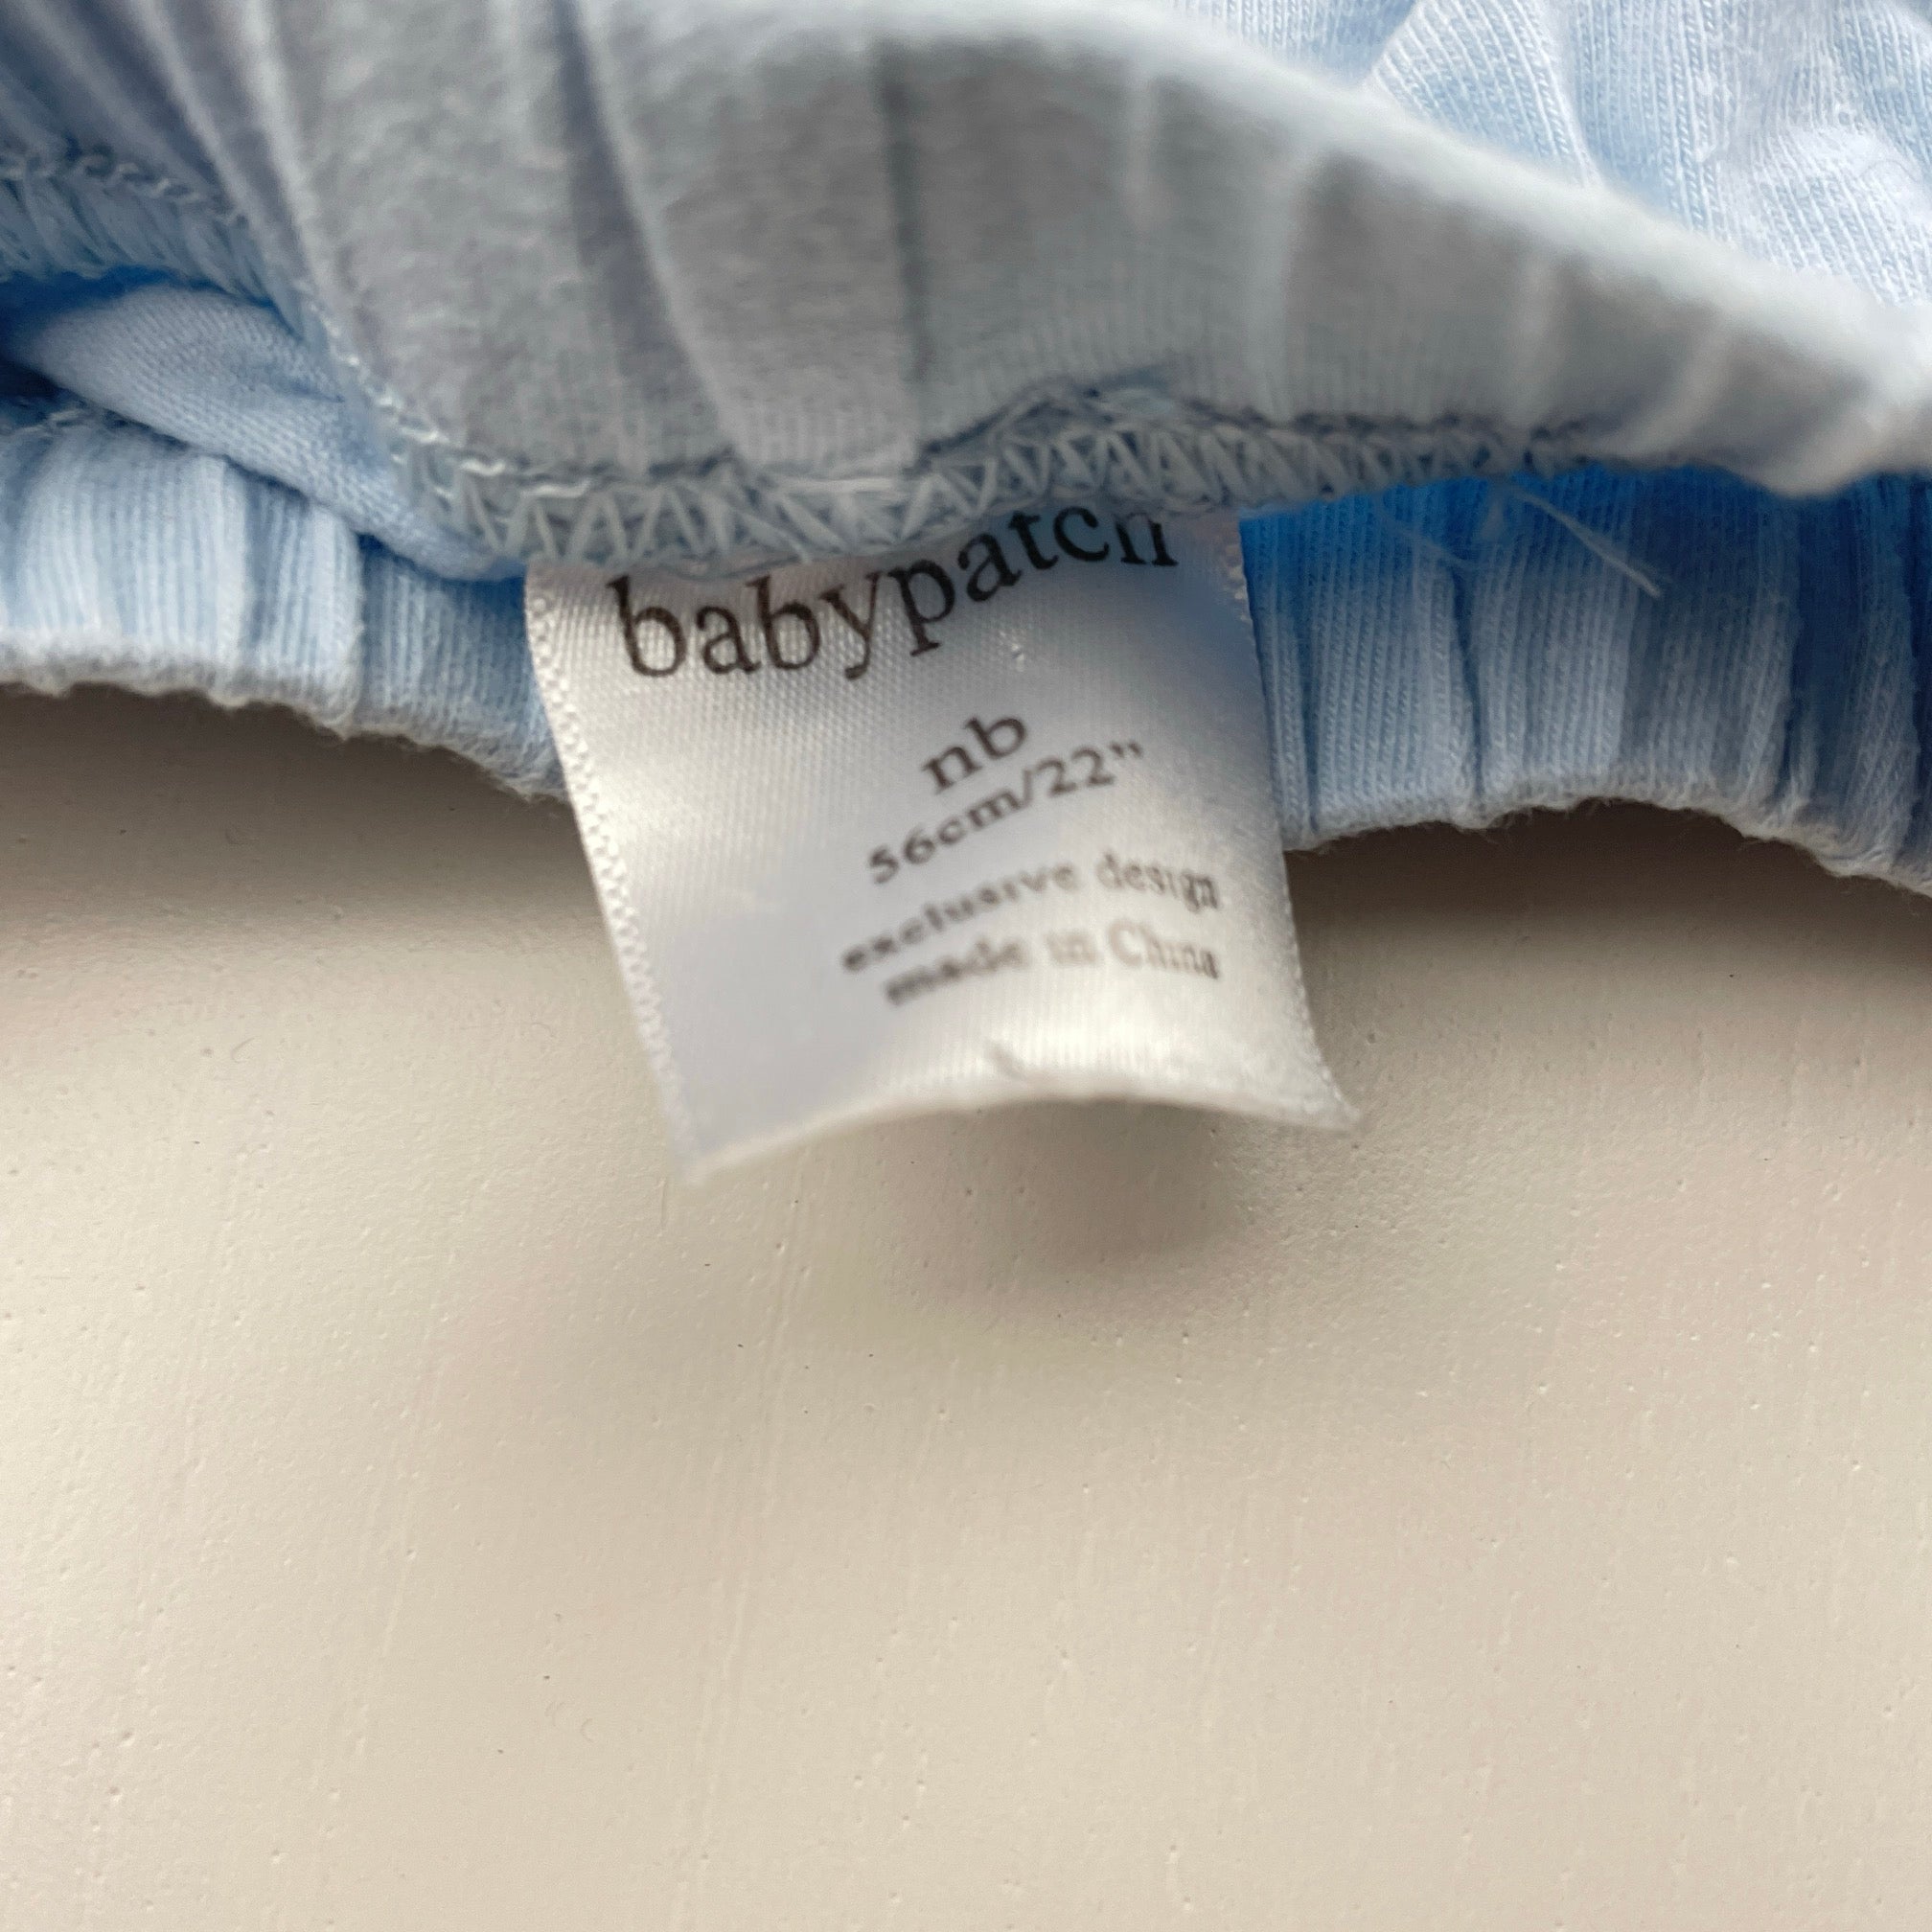 babypatch
nb
56cm/22"
exclusive design
made in China